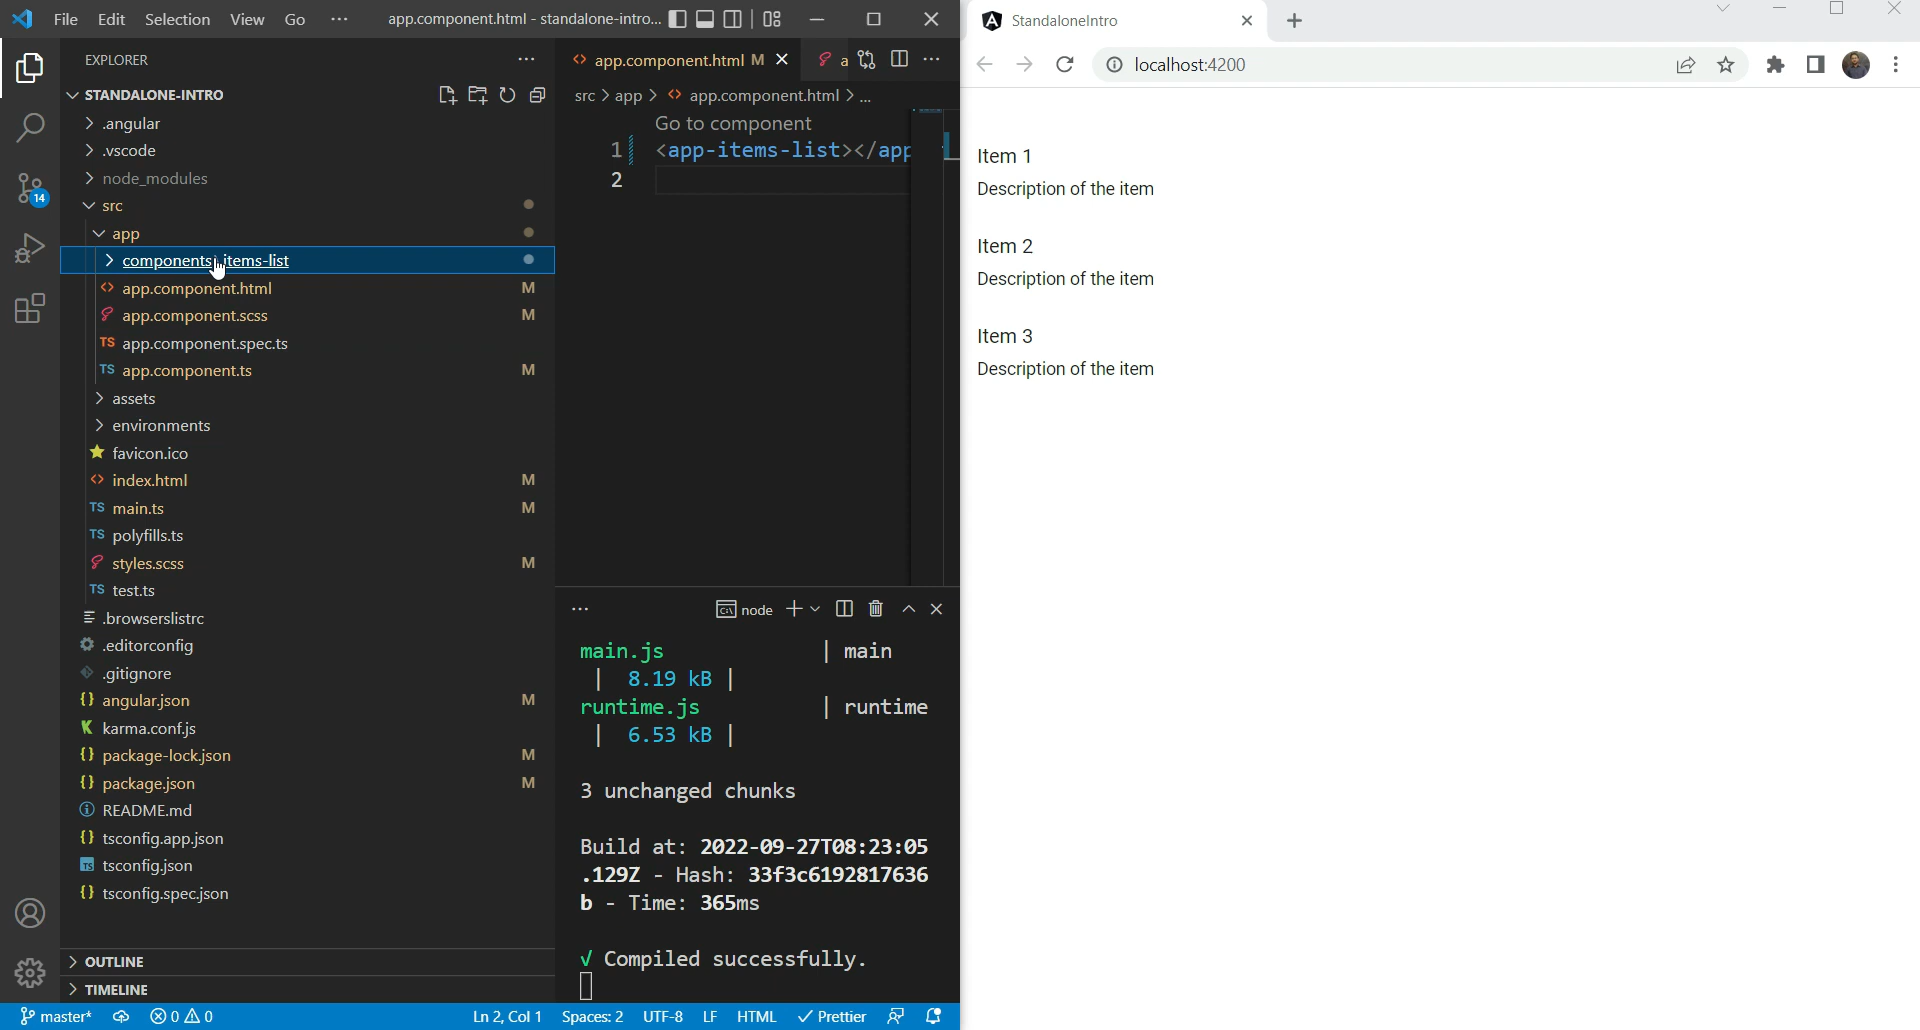 File Edit Selection View Go ··· app.component.html - standalone-intro...
EXPLORER
STANDALONE-INTRO
.angular
.vscode
node_modules
src
app
components items-list
app.component.html M
app.component.scss M
app.component.spec.ts
app.component.ts M
assets
environments
favicon.ico
index.html M
main.ts M
polyfills.ts
styles.scss M
test.ts
.browserslistrc
.editorconfig
.gitignore
angular.json M
karma.conf.js
package-lock.json M
package.json M
README.md
tsconfig.app.json
tsconfig.json
tsconfig.spec.json
OUTLINE
TIMELINE
14
app.component.html M a
src > app > app.component.html > ...
Go to component
1 <app-items-list></app
2
node
main.js | main
| 8.19 kB |
runtime.js | runtime
| 6.53 kB |
3 unchanged chunks
Build at: 2022-09-27T08:23:05
.129Z - Hash: 33f3c6192817636
b - Time: 365ms
√ Compiled successfully.
master* 0 0 Ln 2, Col 1 Spaces: 2 UTF-8 LF HTML Prettier
StandaloneIntro
localhost:4200
Item 1
Description of the item
Item 2
Description of the item
Item 3
Description of the item